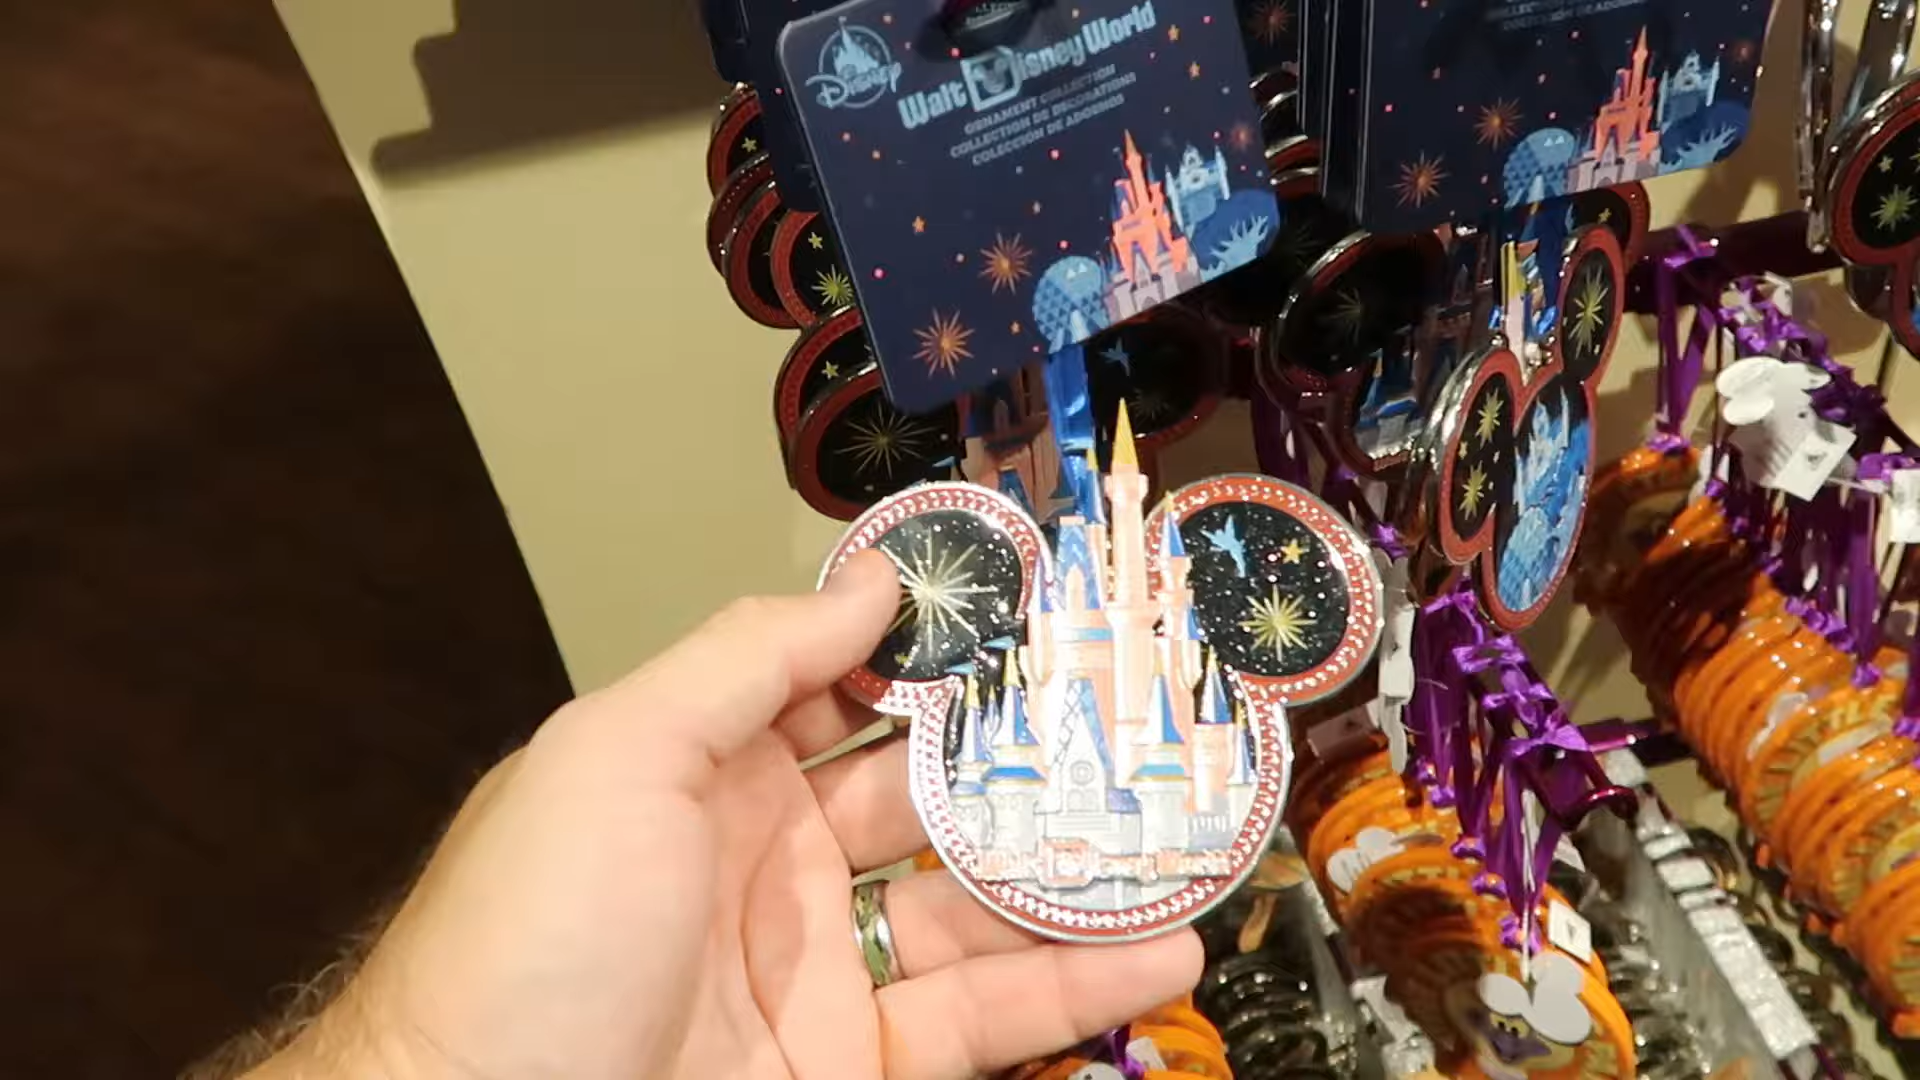 Disney
Walt Disney World
ORNAMENT COLLECTION
COLLECTION DE DÉCORATIONS
COLECCIÓN DE ADORNOS
Walt Disney World